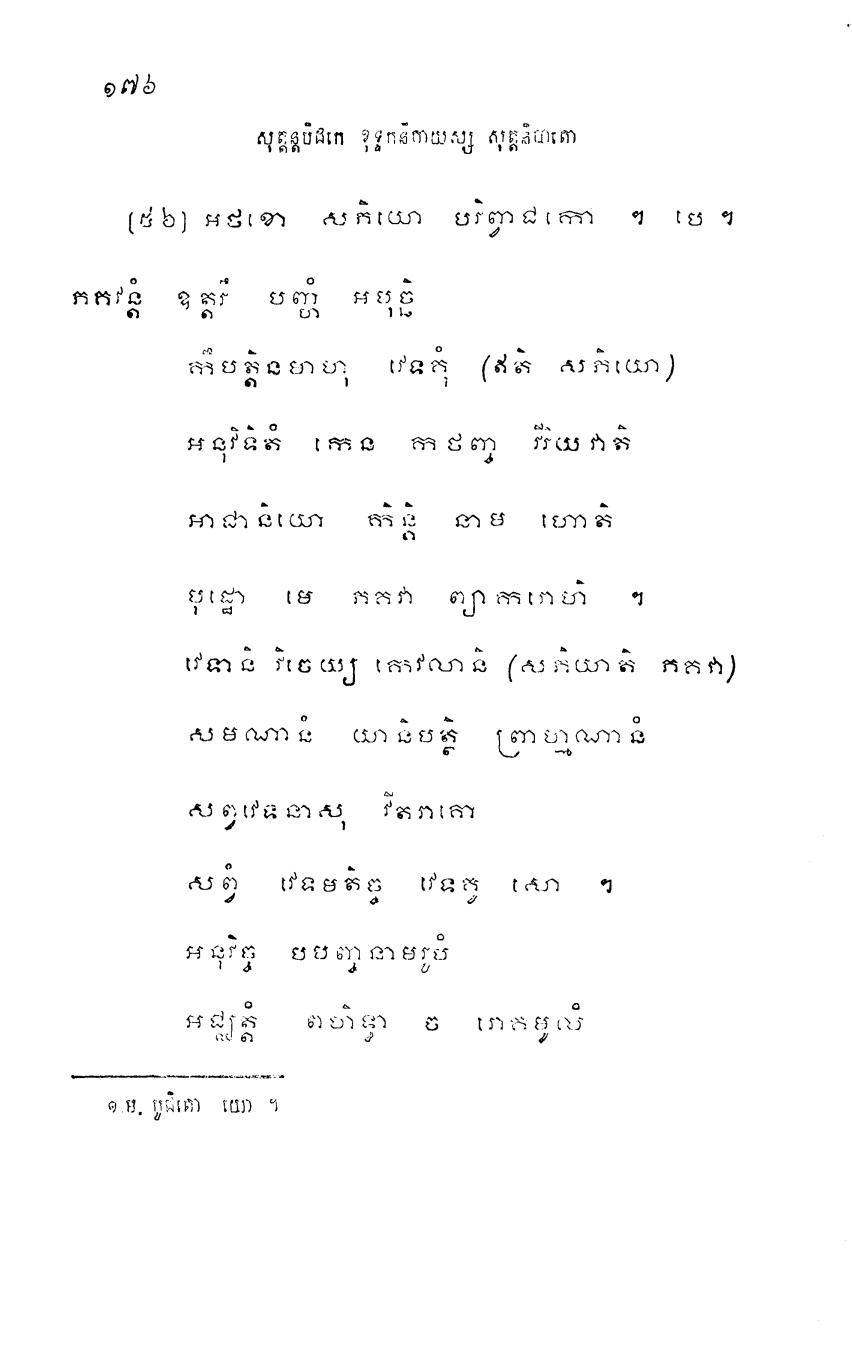 ១៧៦
សុត្តន្តបិដកេ ខុទ្ទកនិកាយស្ស សុត្តនិបាតោ
(៥៦) អថខោ សភិយោ បរិព្វាជកោ ។ បេ ។
ភគវន្តំ ឧត្តរឹ បញ្ហំ អបុច្ឆិ
កឹបត្តិនមាហុ វេទគុំ (ឥតិ សភិយោ)
អនុវិទិតំ កេន កថញ្ច វិរិយវាតិ
អាជានិយោ កិន្តិ នាម ហោតិ
បុដ្ឋោ មេ ភគវា ព្យាករោហិ ។
វេទានិ វិចេយ្យ កេវលានិ (សភិយាតិ ភគវា)
សមណានំ យានិបត្ថិ ព្រាហ្មណានំ
សព្វវេទនាសុ វីតរាគោ
សព្វំ វេទមតិច្ច វេទគូ សោ ។
អនុវិច្ច បបញ្ចនាមរូបំ
អជ្ឈត្តំ ពហិទ្ធា ច រោគមូលំ
១ ម. បូជិតោ យោ ។